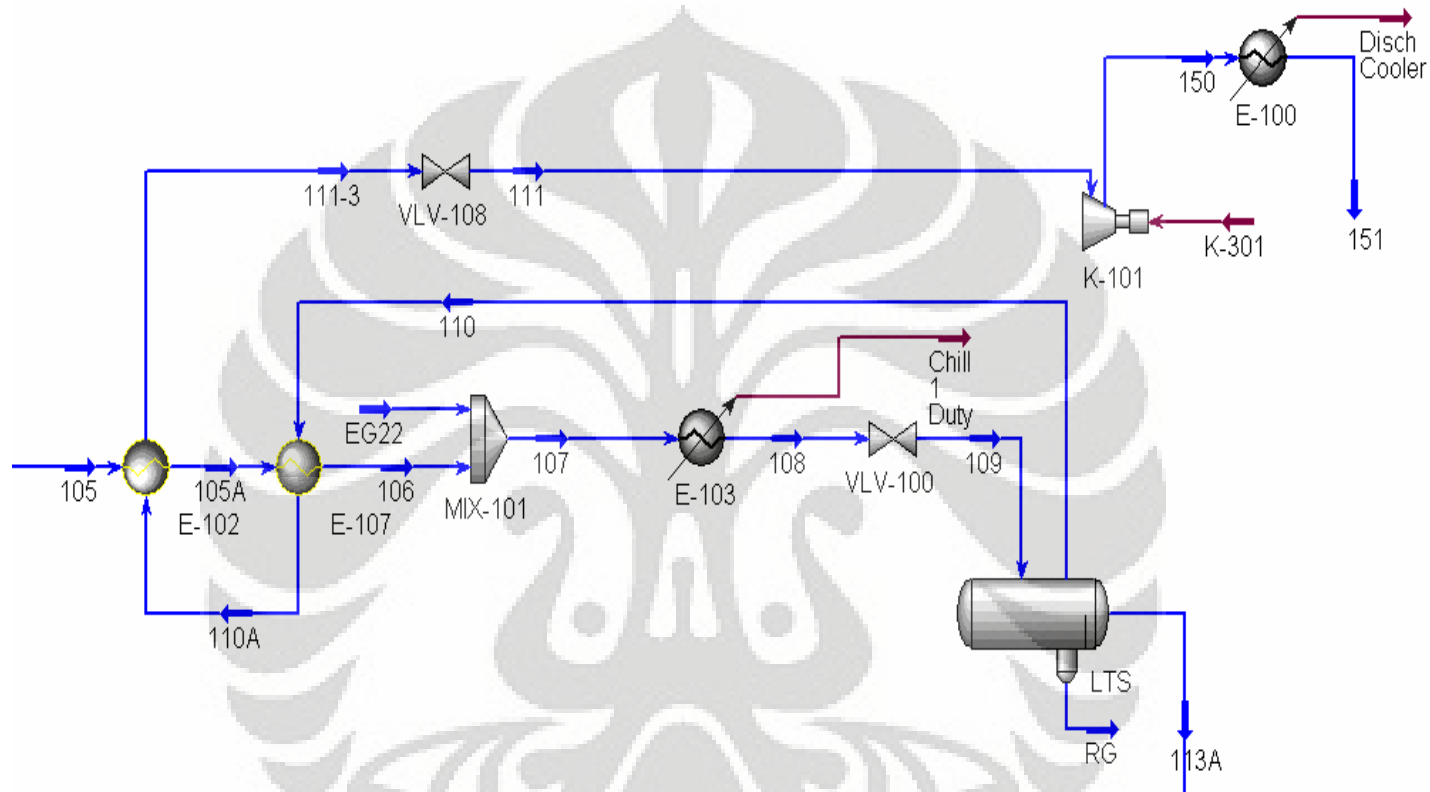 Disch
Cooler
150
E-100
111-3
111
VLV-108
151
K-301
K-101
110
Chill
1
Duty
EG22
107
108
109
105
105A
106
E-102
E-107
MIX-101
E-103
VLV-100
110A
LTS
RG
113A